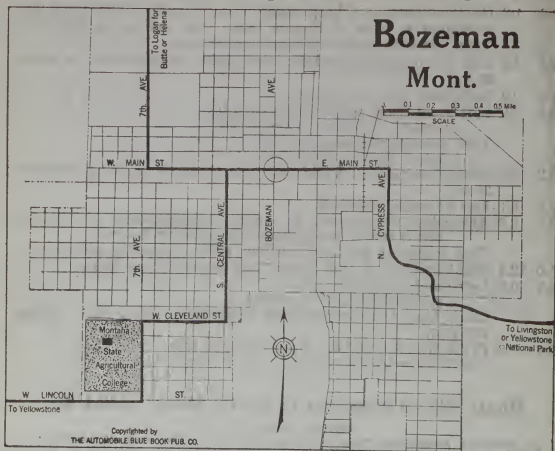 Bozeman
Mont.
0.1 0.2 0.3 0.4 0.5 Mile
SCALE
To Logan for
Butte or Helena
7th. AVE.
AVE.
W. MAIN ST
E. MAIN ST.
7th. AVE.
S. CENTRAL AVE.
BOZEMAN
N. CYPRESS AVE.
W CLEVELAND ST.
Montana
State
Agricultural
College
N
To Livingston
or Yellowstone
National Park
W LINCOLN ST.
To Yellowstone
Copyrighted by
THE AUTOMOBILE BLUE BOOK PUB. CO.